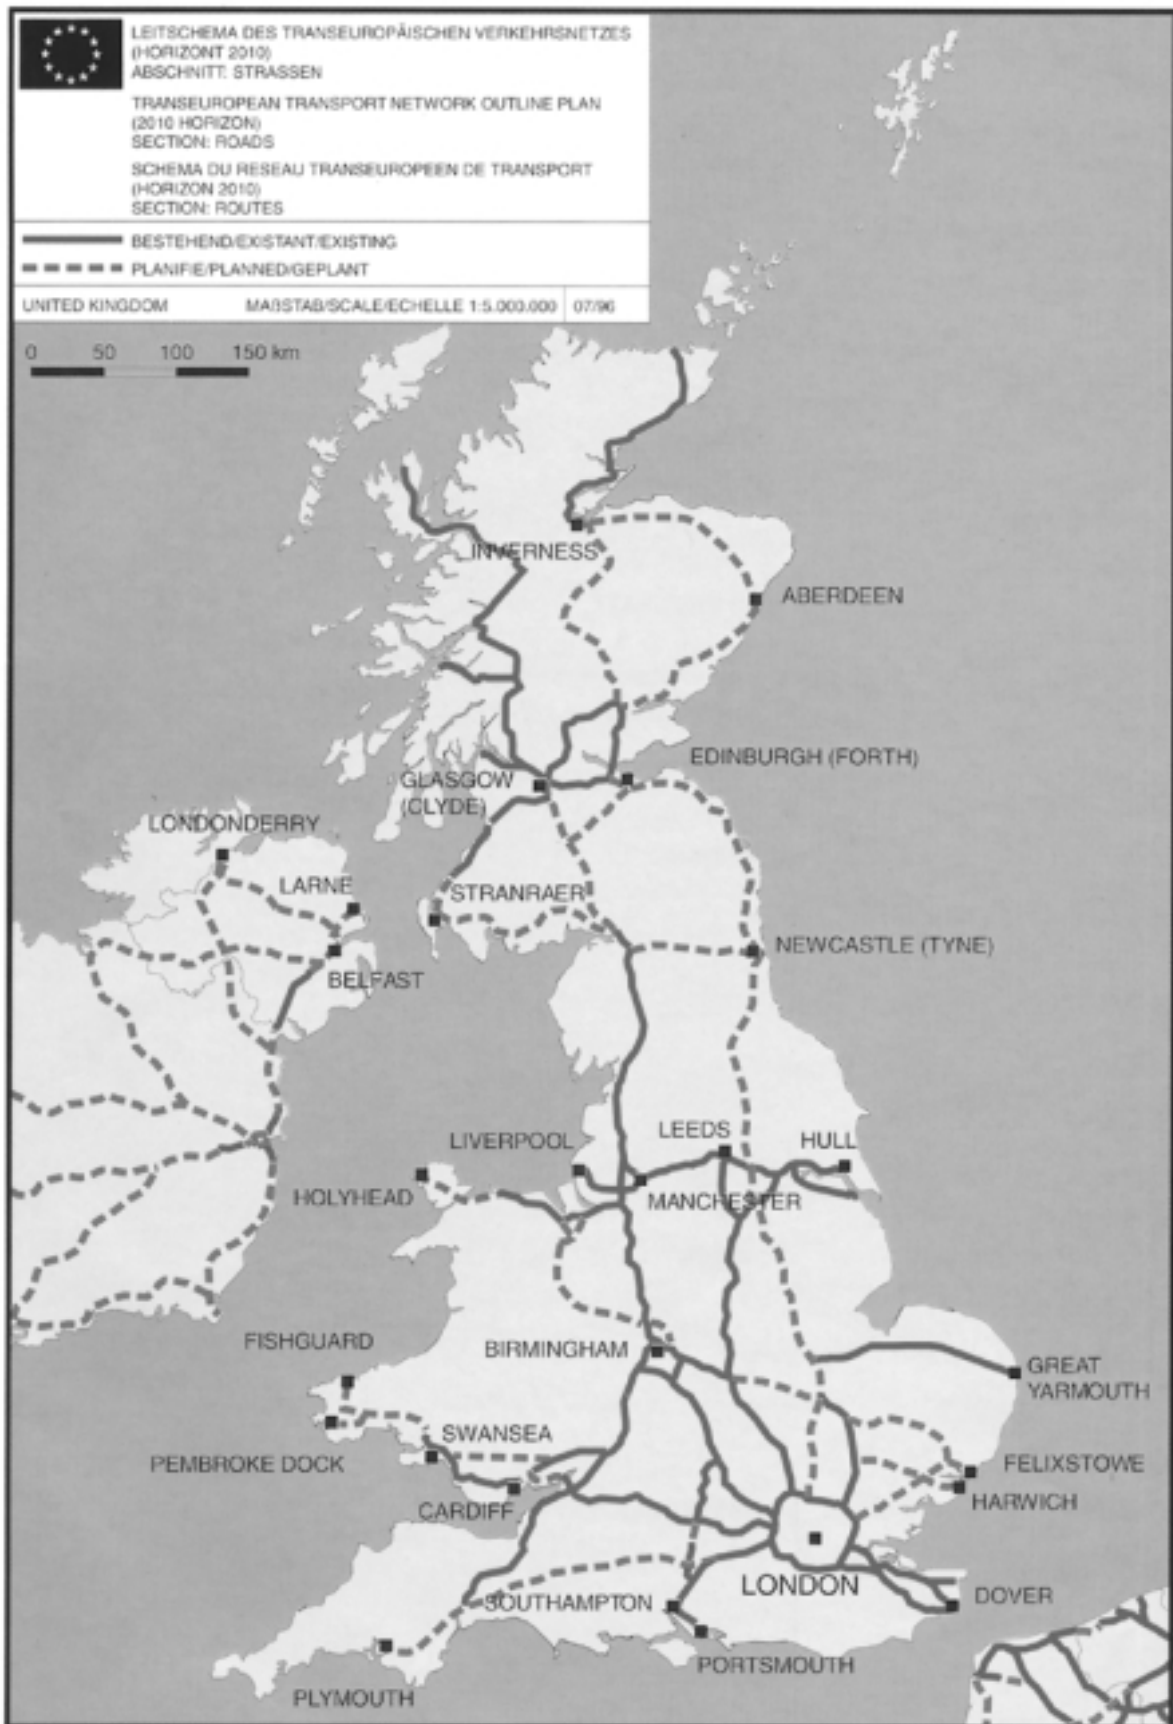 LEITSCHEMA DES TRANSEUROPÄISCHEN VERKEHRSNETZES
(HORIZONT 2010)
ABSCHNITT: STRASSEN
TRANSEUROPEAN TRANSPORT NETWORK OUTLINE PLAN
(2010 HORIZON)
SECTION: ROADS
SCHEMA DU RESEAU TRANSEUROPEEN DE TRANSPORT
(HORIZON 2010)
SECTION: ROUTES
BESTEHEND/EXISTANT/EXISTING
PLANIFIE/PLANNED/GEPLANT
UNITED KINGDOM MAßSTAB/SCALE/ECHELLE 1:5.000.000 07/96
0 50 100 150 km
INVERNESS
ABERDEEN
EDINBURGH (FORTH)
GLASGOW
(CLYDE)
LONDONDERRY
LARNE
STRANRAER
BELFAST
NEWCASTLE (TYNE)
LIVERPOOL
LEEDS
HULL
HOLYHEAD
MANCHESTER
FISHGUARD
BIRMINGHAM
GREAT
YARMOUTH
SWANSEA
PEMBROKE DOCK
FELIXSTOWE
HARWICH
CARDIFF
LONDON
SOUTHAMPTON
DOVER
PORTSMOUTH
PLYMOUTH